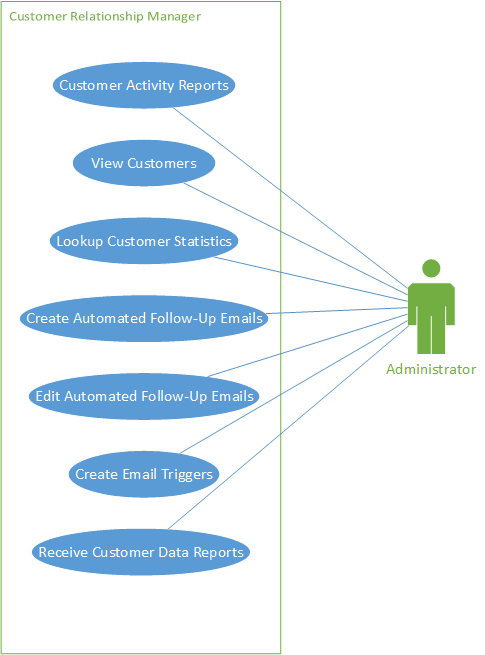 Customer Relationship Manager
Customer Activity Reports
View Customers
Lookup Customer Statistics
Create Automated Follow-Up Emails
Administrator
Edit Automated Follow-Up Emails
Create Email Triggers
Receive Customer Data Reports